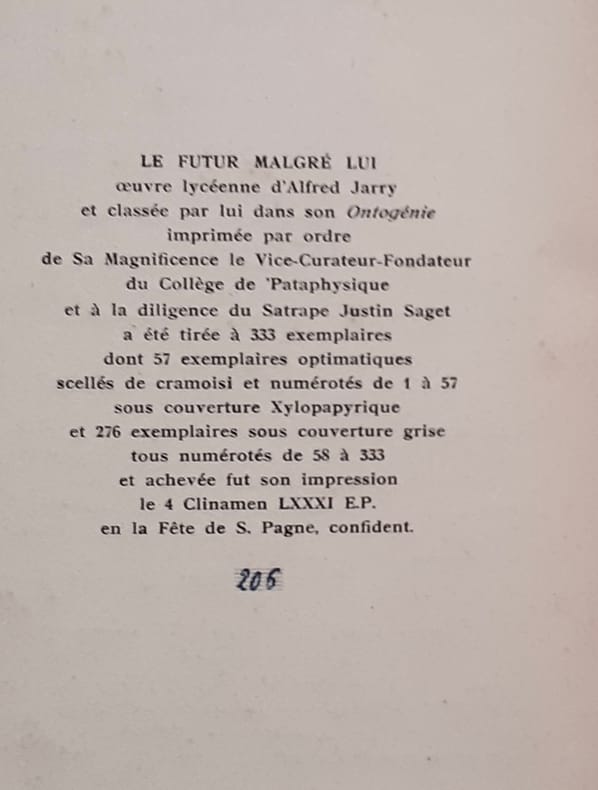 LE FUTUR MALGRÉ LUI
œuvre lycéenne d'Alfred Jarry
et classée par lui dans son Ontogénie
imprimée par ordre
de Sa Magnificence le Vice-Curateur-Fondateur
du Collège de 'Pataphysique
et à la diligence du Satrape Justin Saget
a été tirée à 333 exemplaires
dont 57 exemplaires optimatiques
scellés de cramoisi et numérotés de 1 à 57
sous couverture Xylopapyrique
et 276 exemplaires sous couverture grise
tous numérotés de 58 à 333
et achevée fut son impression
le 4 Clinamen LXXXI E.P.
en la Fête de S. Pagne, confident.
206